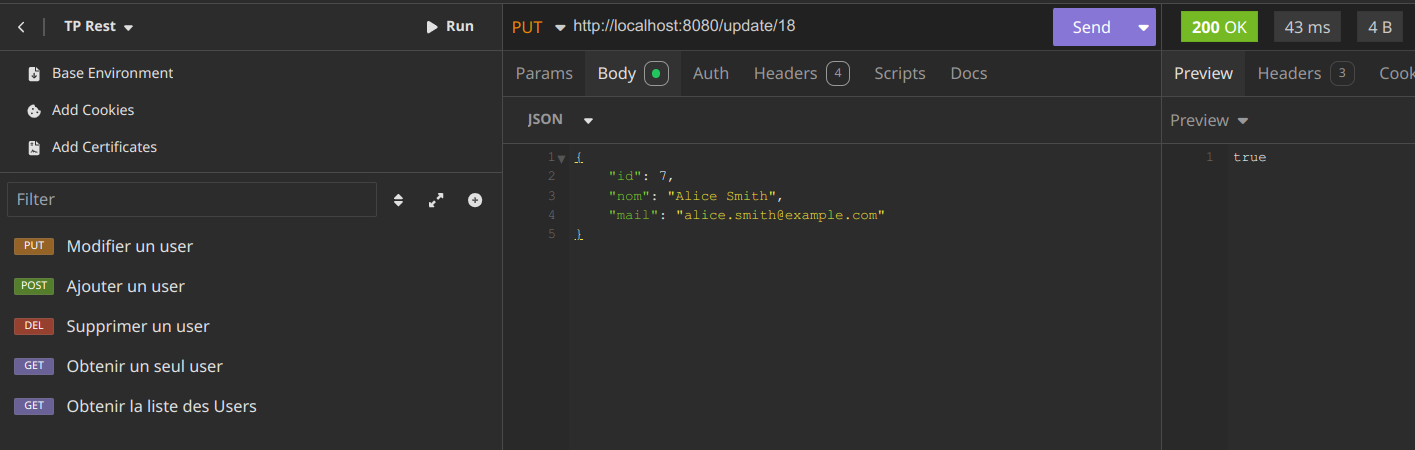 TP Rest
Run
Base Environment
Add Cookies
Add Certificates
Filter
PUT Modifier un user
POST Ajouter un user
DEL Supprimer un user
GET Obtenir un seul user
GET Obtenir la liste des Users
PUT http://localhost:8080/update/18
Send
Params Body Auth Headers 4 Scripts Docs
JSON
1 {
2 "id": 7,
3 "nom": "Alice Smith",
4 "mail": "alice.smith@example.com"
5 }
200 OK 43 ms 4 B
Preview Headers 3 Cook
Preview
1 true